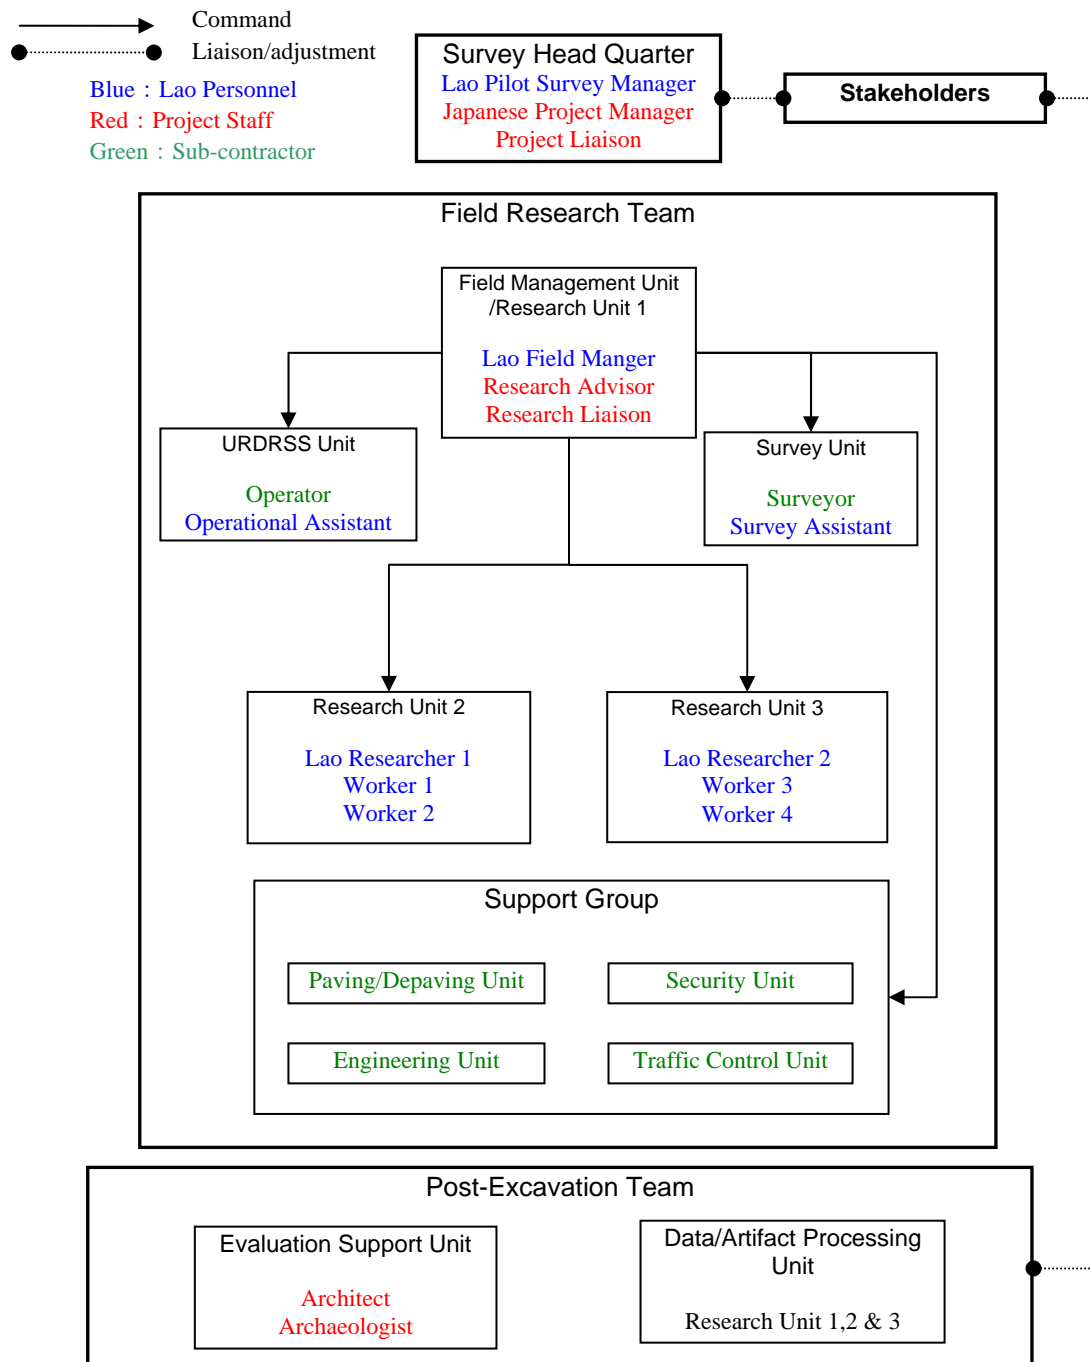 Command
Liaison/adjustment
Blue : Lao Personnel
Red : Project Staff
Green : Sub-contractor
Survey Head Quarter
Lao Pilot Survey Manager
Japanese Project Manager
Project Liaison
Stakeholders
Field Research Team
Field Management Unit
/Research Unit 1
Lao Field Manger
Research Advisor
Research Liaison
URDRSS Unit
Operator
Operational Assistant
Survey Unit
Surveyor
Survey Assistant
Research Unit 2
Lao Researcher 1
Worker 1
Worker 2
Research Unit 3
Lao Researcher 2
Worker 3
Worker 4
Support Group
Paving/Depaving Unit
Security Unit
Engineering Unit
Traffic Control Unit
Post-Excavation Team
Evaluation Support Unit
Architect
Archaeologist
Data/Artifact Processing
Unit
Research Unit 1,2 & 3